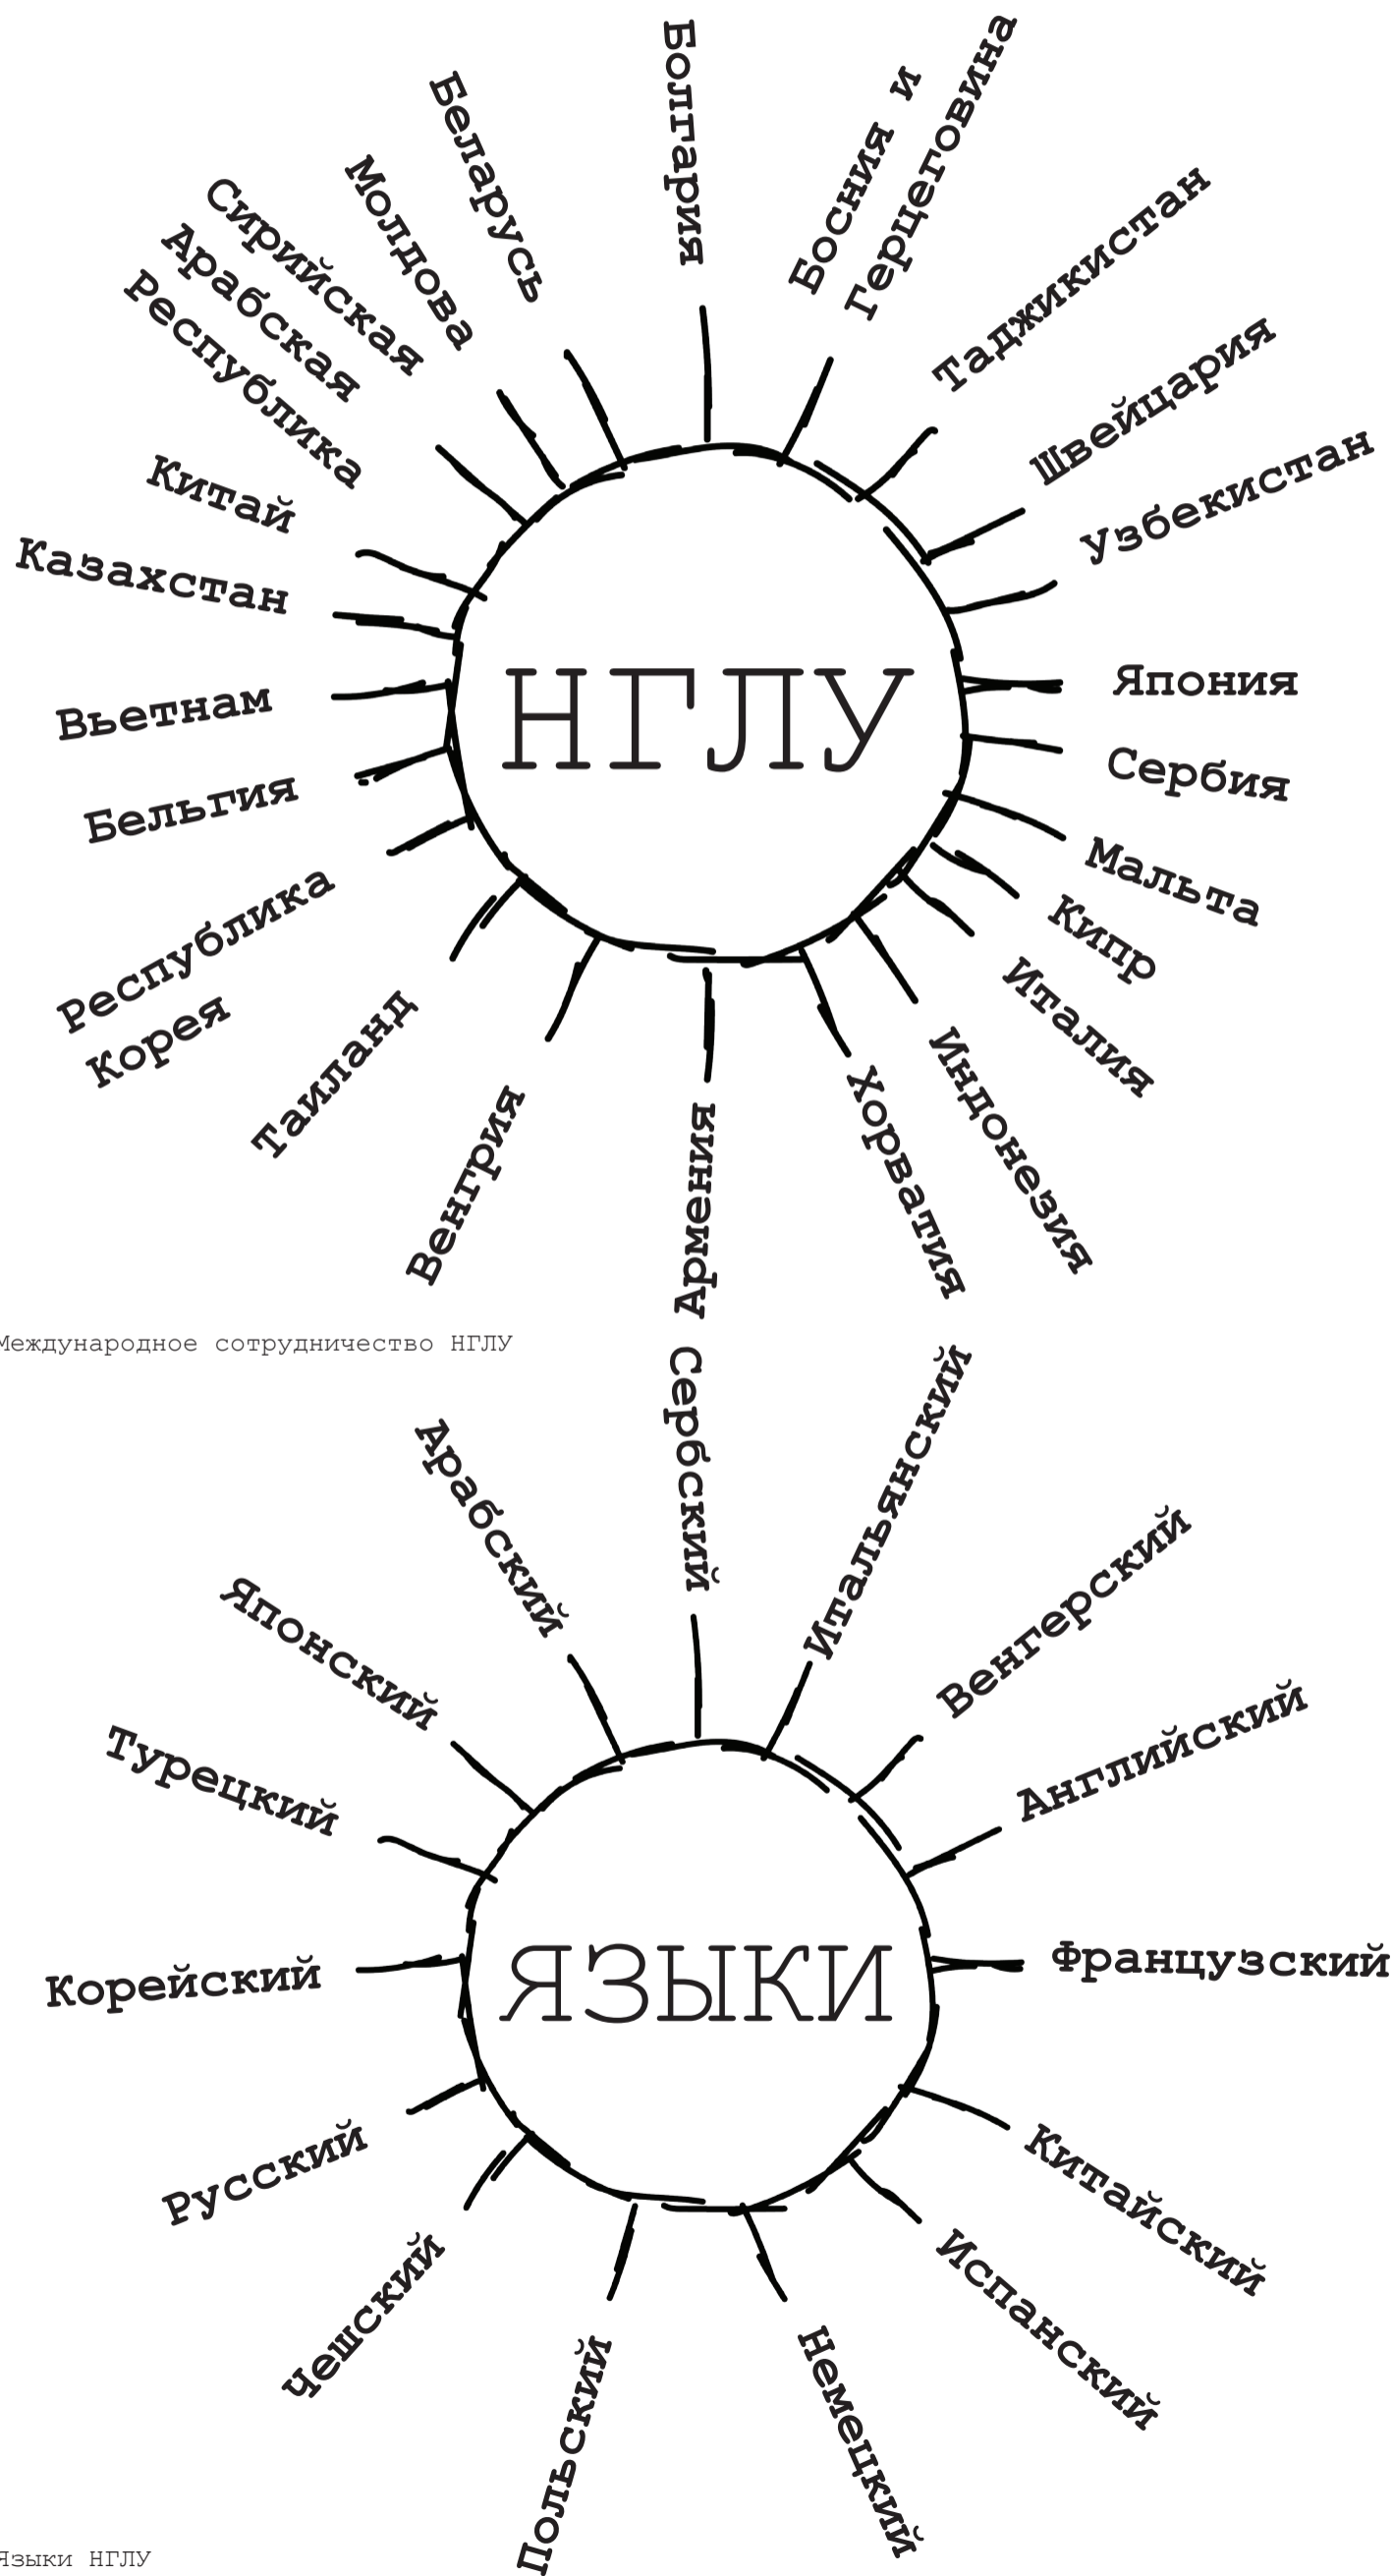 Болгария
Босния и
Герцеговина
Таджикистан
Швейцария
Узбекистан
Япония
Сербия
Мальта
Кипр
Италия
Индонезия
Хорватия
Армения
Венгрия
Таиланд
Республика
Корея
Бельгия
Вьетнам
Казахстан
Китай
Сирийская
Арабская
Республика
Молдова
Беларусь
НГЛУ
Международное сотрудничество НГЛУ
Сербский
Итальянский
Венгерский
Английский
Французский
Китайский
Испанский
Немецкий
Польский
Чешский
Русский
Корейский
Турецкий
Японский
Арабский
ЯЗЫКИ
Языки НГЛУ